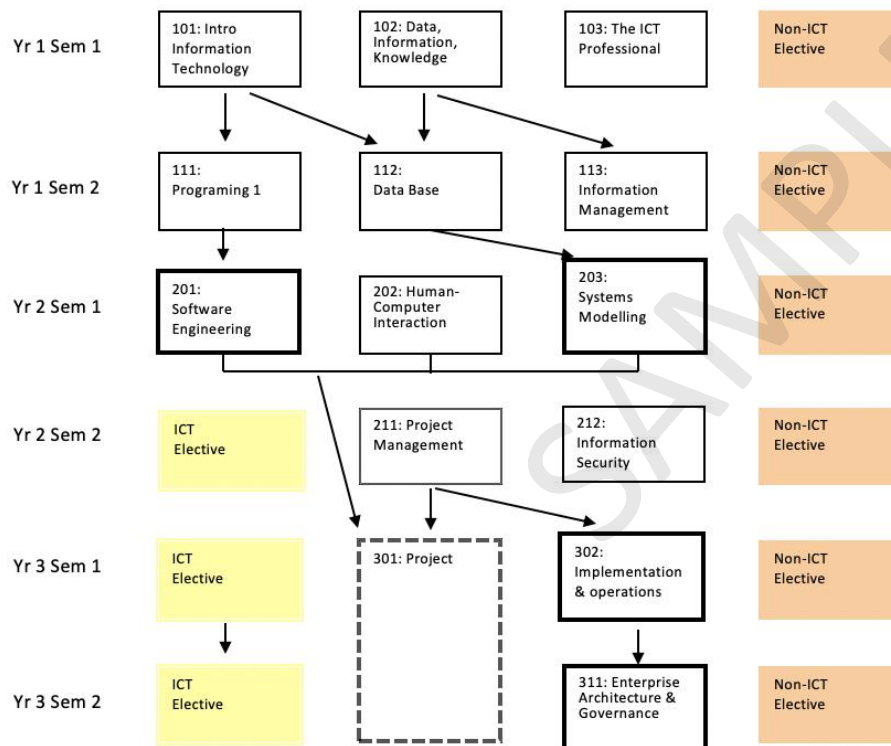 Yr 1 Sem 1
101: Intro
Information
Technology
102: Data,
Information,
Knowledge
103: The ICT
Professional
Non-ICT
Elective
Yr 1 Sem 2
111:
Programing 1
112:
Data Base
113:
Information
Management
Non-ICT
Elective
Yr 2 Sem 1
201:
Software
Engineering
202: Human-
Computer
Interaction
203:
Systems
Modelling
Non-ICT
Elective
Yr 2 Sem 2
ICT
Elective
211: Project
Management
212:
Information
Security
Non-ICT
Elective
Yr 3 Sem 1
ICT
Elective
301: Project
302:
Implementation
& operations
Non-ICT
Elective
Yr 3 Sem 2
ICT
Elective
311: Enterprise
Architecture &
Governance
Non-ICT
Elective